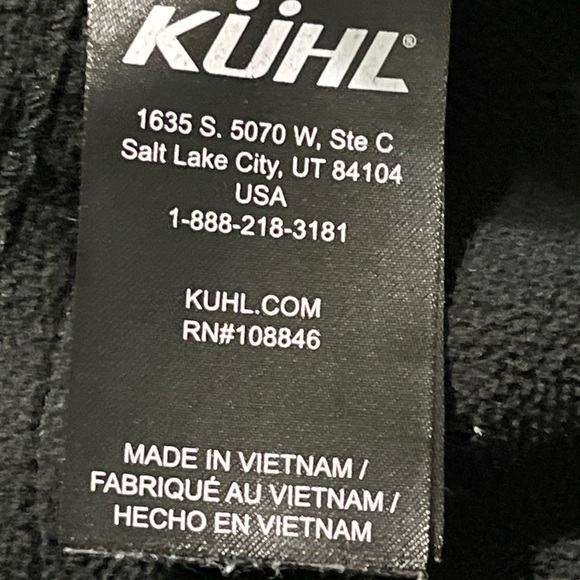 KÜHL®
1635 S. 5070 W, Ste C
Salt Lake City, UT 84104
USA
1-888-218-3181
KUHL.COM
RN#108846
MADE IN VIETNAM /
FABRIQUÉ AU VIETNAM /
HECHO EN VIETNAM